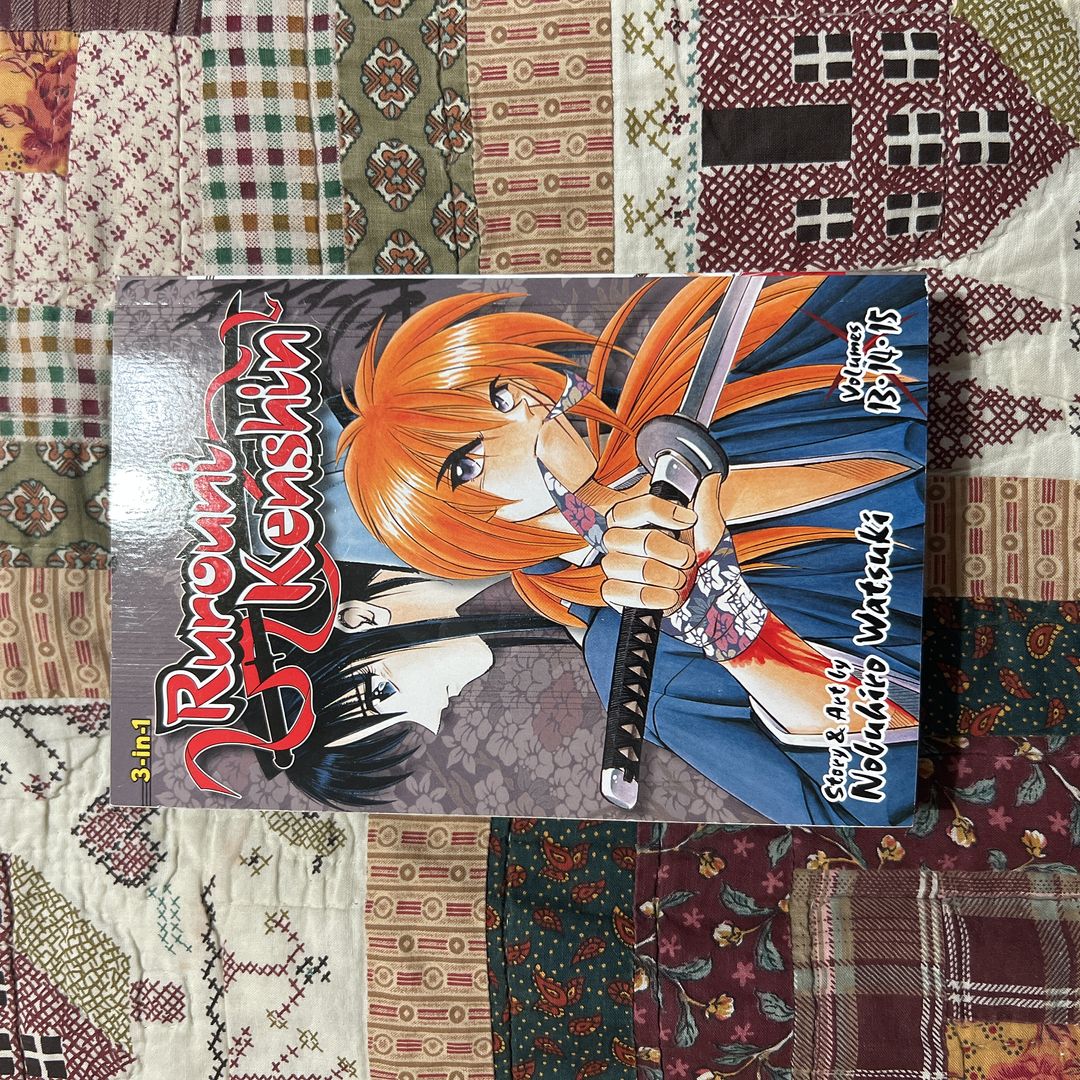 3-in-1
Rurouni
Kenshin
Story & Art by
Nobuhiro Watsuki
Volumes
13·14·15